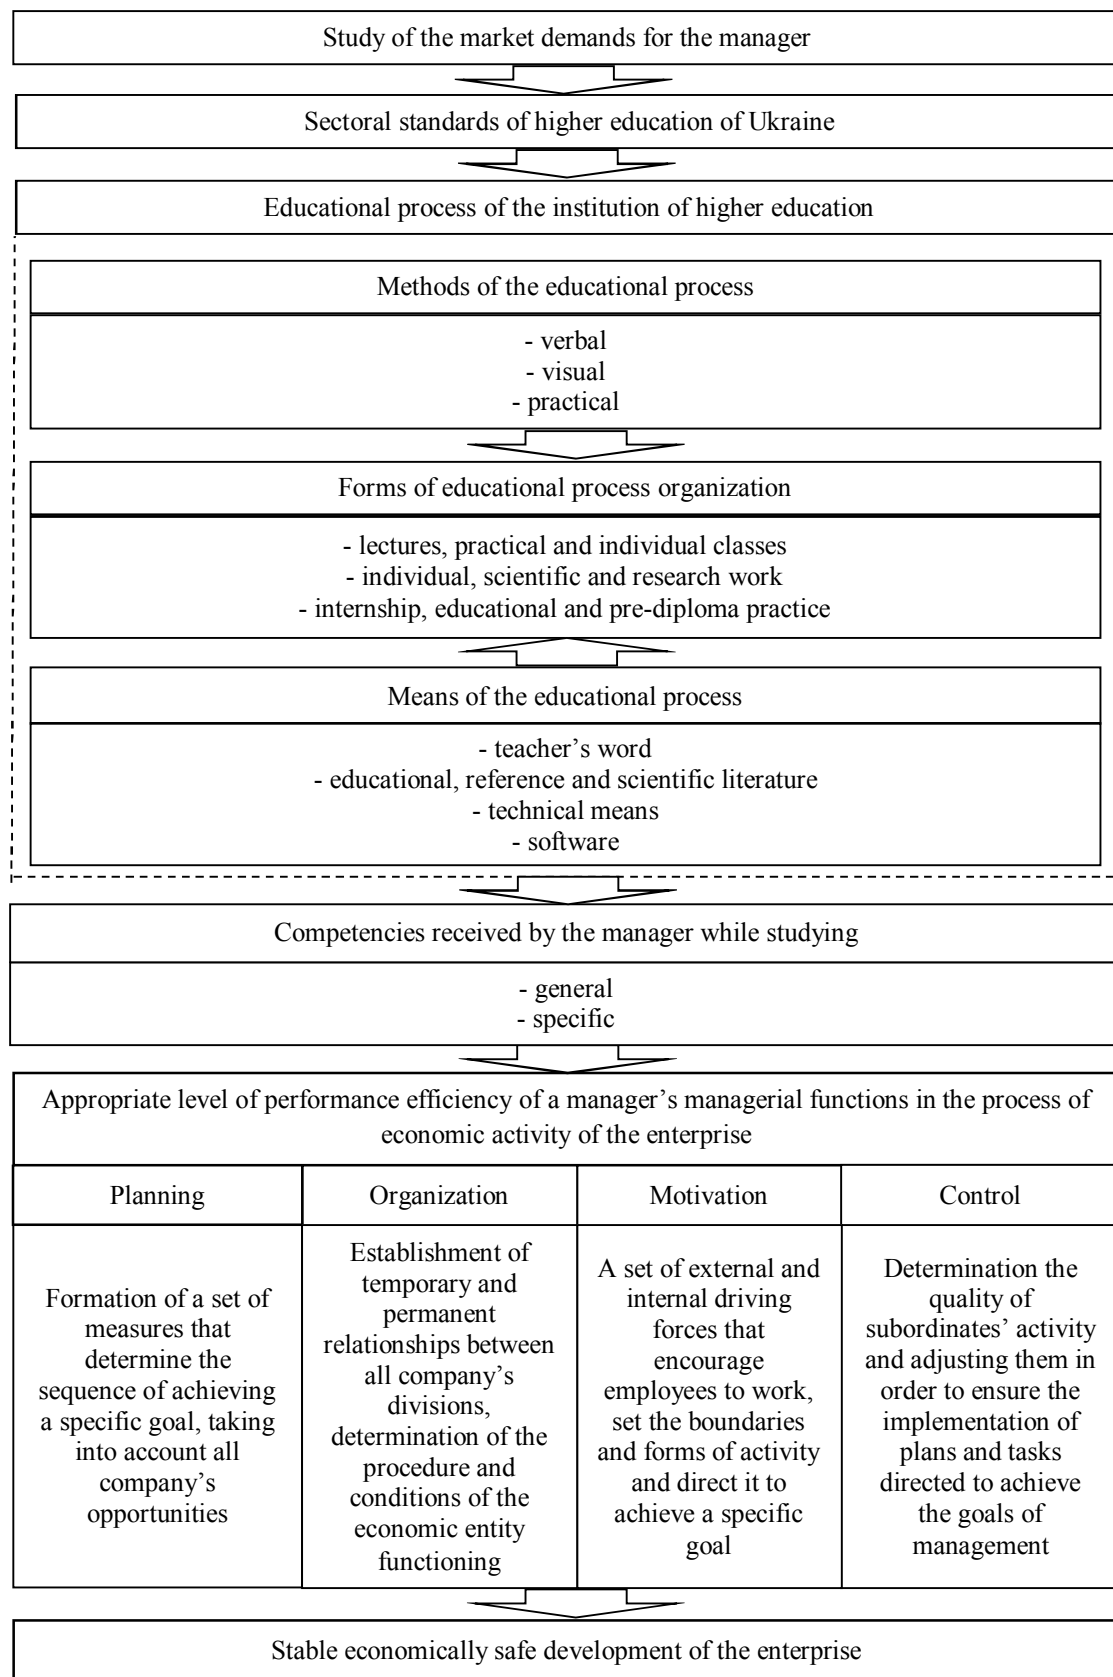 Study of the market demands for the manager
Sectoral standards of higher education of Ukraine
Educational process of the institution of higher education
Methods of the educational process
- verbal
- visual
- practical
Forms of educational process organization
- lectures, practical and individual classes
- individual, scientific and research work
- internship, educational and pre-diploma practice
Means of the educational process
- teacher’s word
- educational, reference and scientific literature
- technical means
- software
Competencies received by the manager while studying
- general
- specific
Appropriate level of performance efficiency of a manager’s managerial functions in the process of
economic activity of the enterprise
Planning
Formation of a set of
measures that
determine the
sequence of achieving
a specific goal, taking
into account all
company’s
opportunities
Organization
Establishment of
temporary and
permanent
relationships between
all company’s
divisions,
determination of the
procedure and
conditions of the
economic entity
functioning
Motivation
A set of external and
internal driving
forces that
encourage
employees to work,
set the boundaries
and forms of activity
and direct it to
achieve a specific
goal
Control
Determination the
quality of
subordinates’ activity
and adjusting them in
order to ensure the
implementation of
plans and tasks
directed to achieve
the goals of
management
Stable economically safe development of the enterprise